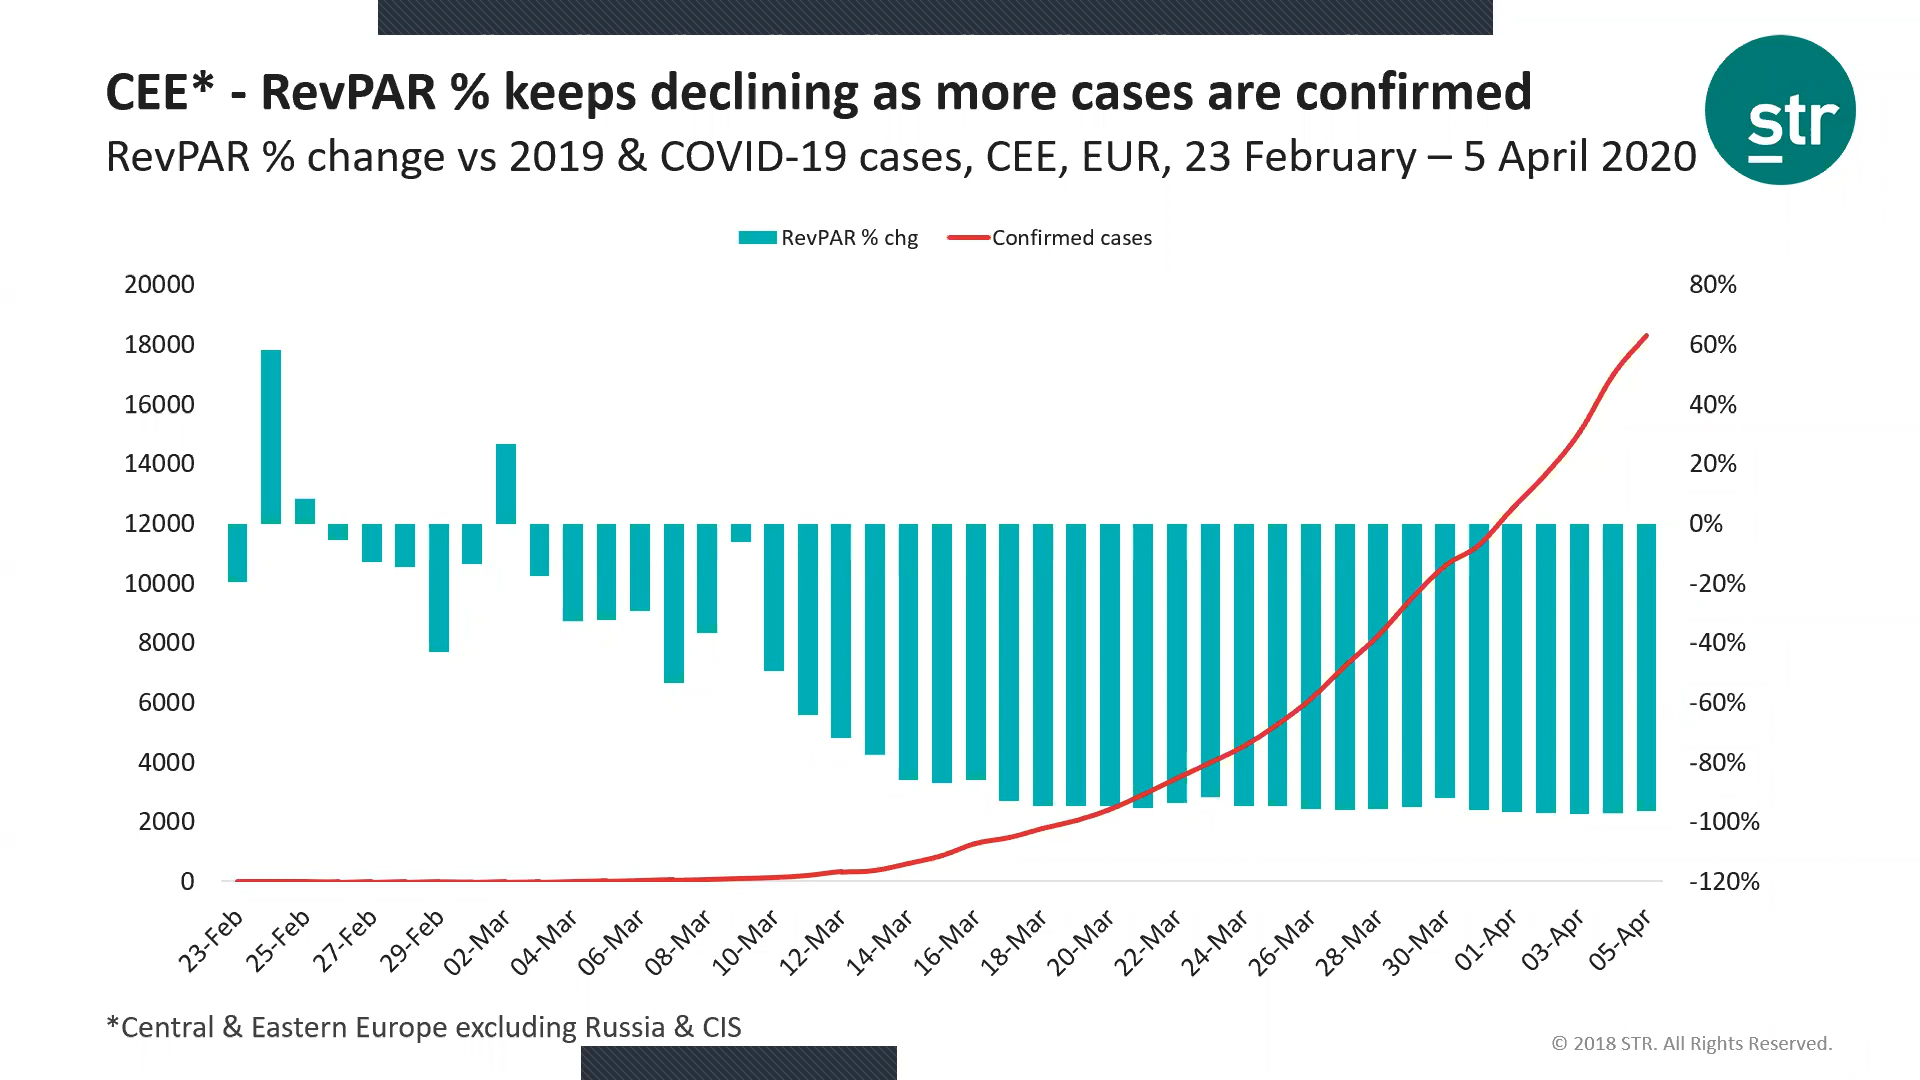 CEE* - RevPAR % keeps declining as more cases are confirmed
RevPAR % change vs 2019 & COVID-19 cases, CEE, EUR, 23 February – 5 April 2020
str
RevPAR % chg
Confirmed cases
20000
18000
16000
14000
12000
10000
8000
6000
4000
2000
0
80%
60%
40%
20%
0%
-20%
-40%
-60%
-80%
-100%
-120%
23-Feb
25-Feb
27-Feb
29-Feb
02-Mar
04-Mar
06-Mar
08-Mar
10-Mar
12-Mar
14-Mar
16-Mar
18-Mar
20-Mar
22-Mar
24-Mar
26-Mar
28-Mar
30-Mar
01-Apr
03-Apr
05-Apr
*Central & Eastern Europe excluding Russia & CIS
© 2018 STR. All Rights Reserved.